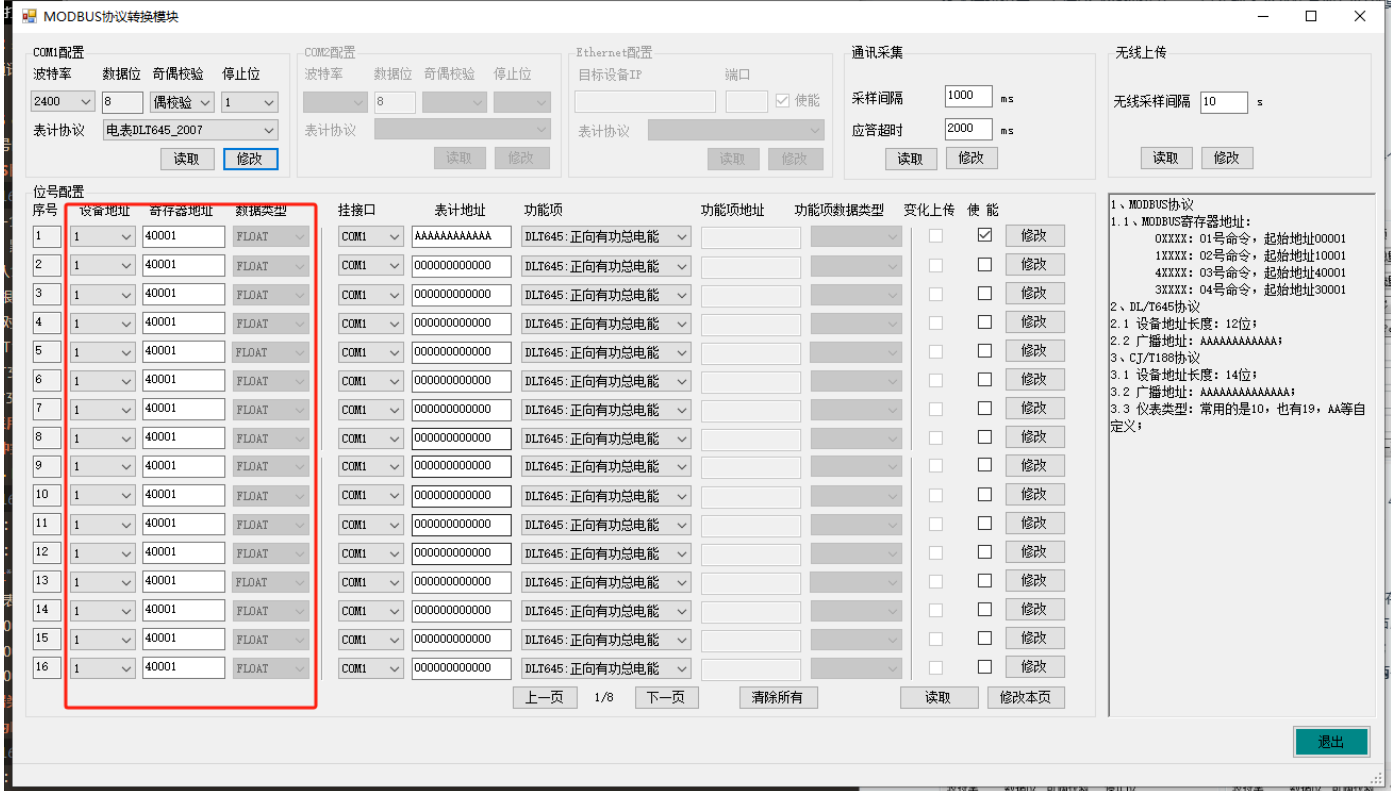 MODBUS协议转换模块
COM1配置
波特率 数据位 奇偶校验 停止位
2400 8 偶校验 1
表计协议 电表DLT645_2007
读取 修改
COM2配置
波特率 数据位 奇偶校验 停止位
8
表计协议
读取 修改
Ethernet配置
目标设备IP 端口
使能
表计协议
读取 修改
通讯采集
采样间隔 1000 ms
应答超时 2000 ms
读取 修改
无线上传
无线采样间隔 10 s
读取 修改
位号配置
序号 设备地址 寄存器地址 数据类型 挂接口 表计地址 功能项 功能项地址 功能项数据类型 变化上传 使 能
1 1 40001 FLOAT COM1 AAAAAAAAAAAA DLT645:正向有功总电能 修改
2 1 40001 FLOAT COM1 000000000000 DLT645:正向有功总电能 修改
3 1 40001 FLOAT COM1 000000000000 DLT645:正向有功总电能 修改
4 1 40001 FLOAT COM1 000000000000 DLT645:正向有功总电能 修改
5 1 40001 FLOAT COM1 000000000000 DLT645:正向有功总电能 修改
6 1 40001 FLOAT COM1 000000000000 DLT645:正向有功总电能 修改
7 1 40001 FLOAT COM1 000000000000 DLT645:正向有功总电能 修改
8 1 40001 FLOAT COM1 000000000000 DLT645:正向有功总电能 修改
9 1 40001 FLOAT COM1 000000000000 DLT645:正向有功总电能 修改
10 1 40001 FLOAT COM1 000000000000 DLT645:正向有功总电能 修改
11 1 40001 FLOAT COM1 000000000000 DLT645:正向有功总电能 修改
12 1 40001 FLOAT COM1 000000000000 DLT645:正向有功总电能 修改
13 1 40001 FLOAT COM1 000000000000 DLT645:正向有功总电能 修改
14 1 40001 FLOAT COM1 000000000000 DLT645:正向有功总电能 修改
15 1 40001 FLOAT COM1 000000000000 DLT645:正向有功总电能 修改
16 1 40001 FLOAT COM1 000000000000 DLT645:正向有功总电能 修改
上一页 1/8 下一页 清除所有 读取 修改本页
1、MODBUS协议
1.1、MODBUS寄存器地址:
0XXXX: 01号命令，起始地址00001
1XXXX: 02号命令，起始地址10001
4XXXX: 03号命令，起始地址40001
3XXXX: 04号命令，起始地址30001
2、DL/T645协议
2.1 设备地址长度: 12位;
2.2 广播地址: AAAAAAAAAAAA;
3、CJ/T188协议
3.1 设备地址长度: 14位;
3.2 广播地址: AAAAAAAAAAAAAA;
3.3 仪表类型: 常用的是10，也有19，AA等自
定义;
退出